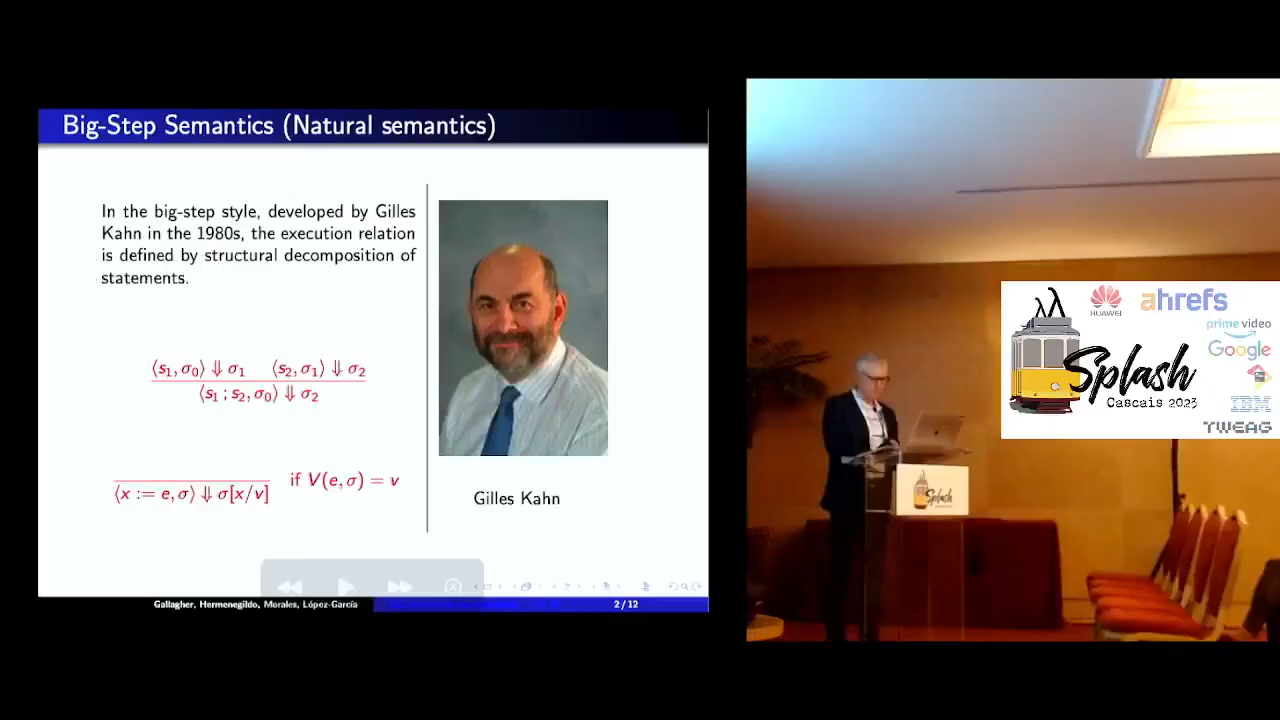 Big-Step Semantics (Natural semantics)
In the big-step style, developed by Gilles
Kahn in the 1980s, the execution relation
is defined by structural decomposition of
statements.
⟨s₁, σ₀⟩ ⇓ σ₁ ⟨s₂, σ₁⟩ ⇓ σ₂
⟨s₁ ; s₂, σ₀⟩ ⇓ σ₂
if V(e, σ) = v
⟨x := e, σ⟩ ⇓ σ[x/v]
Gilles Kahn
Gallagher, Hermenegildo, Morales, López-García
2 / 12
HUAWEI
ahrefs
prime video
Google
Splash
Cascais 2023
IBM
TWEAG
Splash